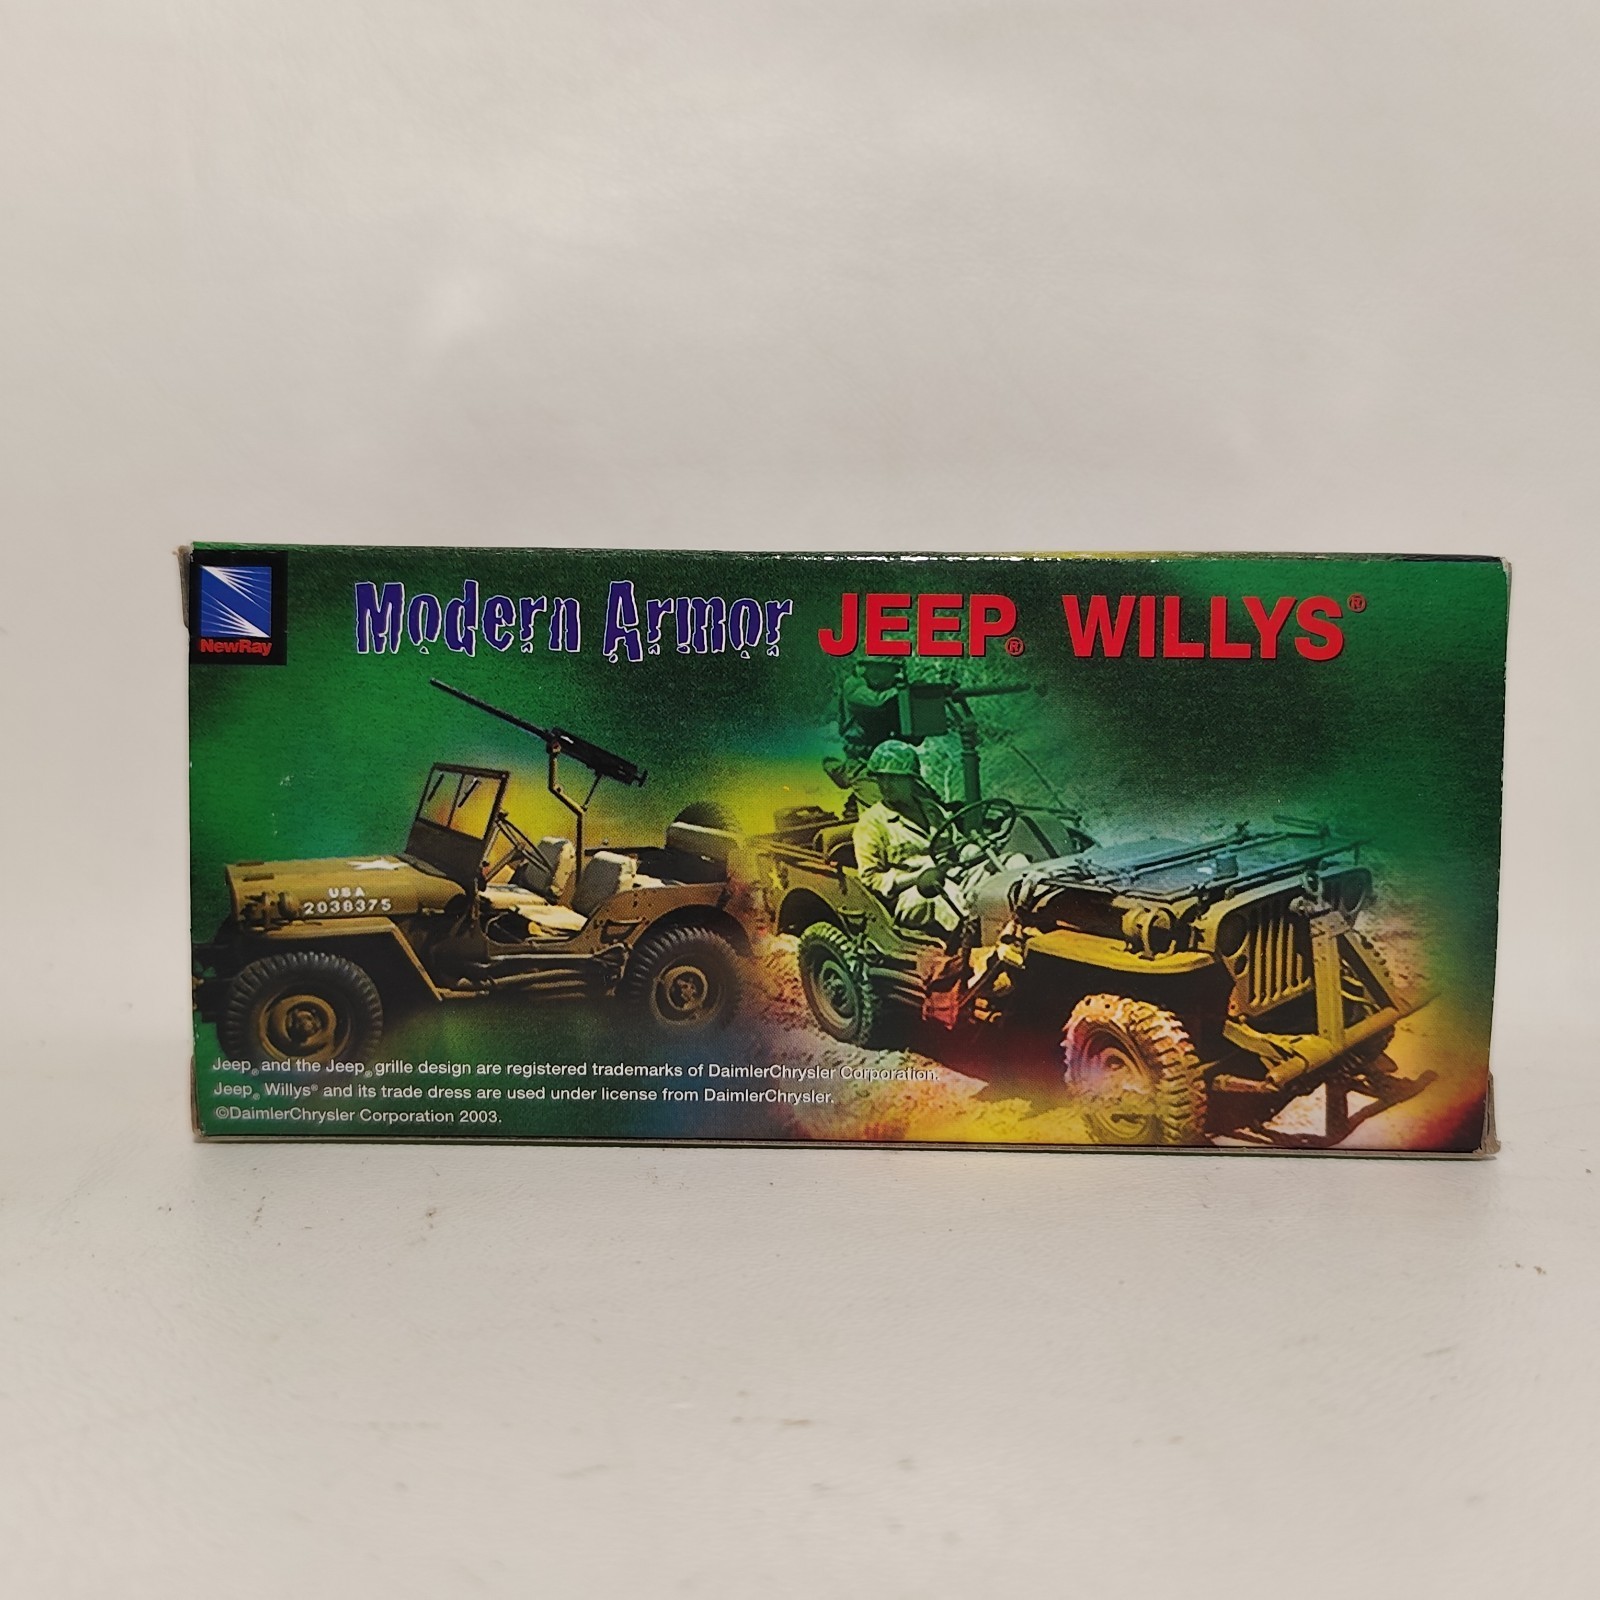 NewRay
Modern Armor JEEP® WILLYS®
USA
2038375
Jeep® and the Jeep® grille design are registered trademarks of DaimlerChrysler Corporation.
Jeep® Willys® and its trade dress are used under license from DaimlerChrysler.
©DaimlerChrysler Corporation 2003.